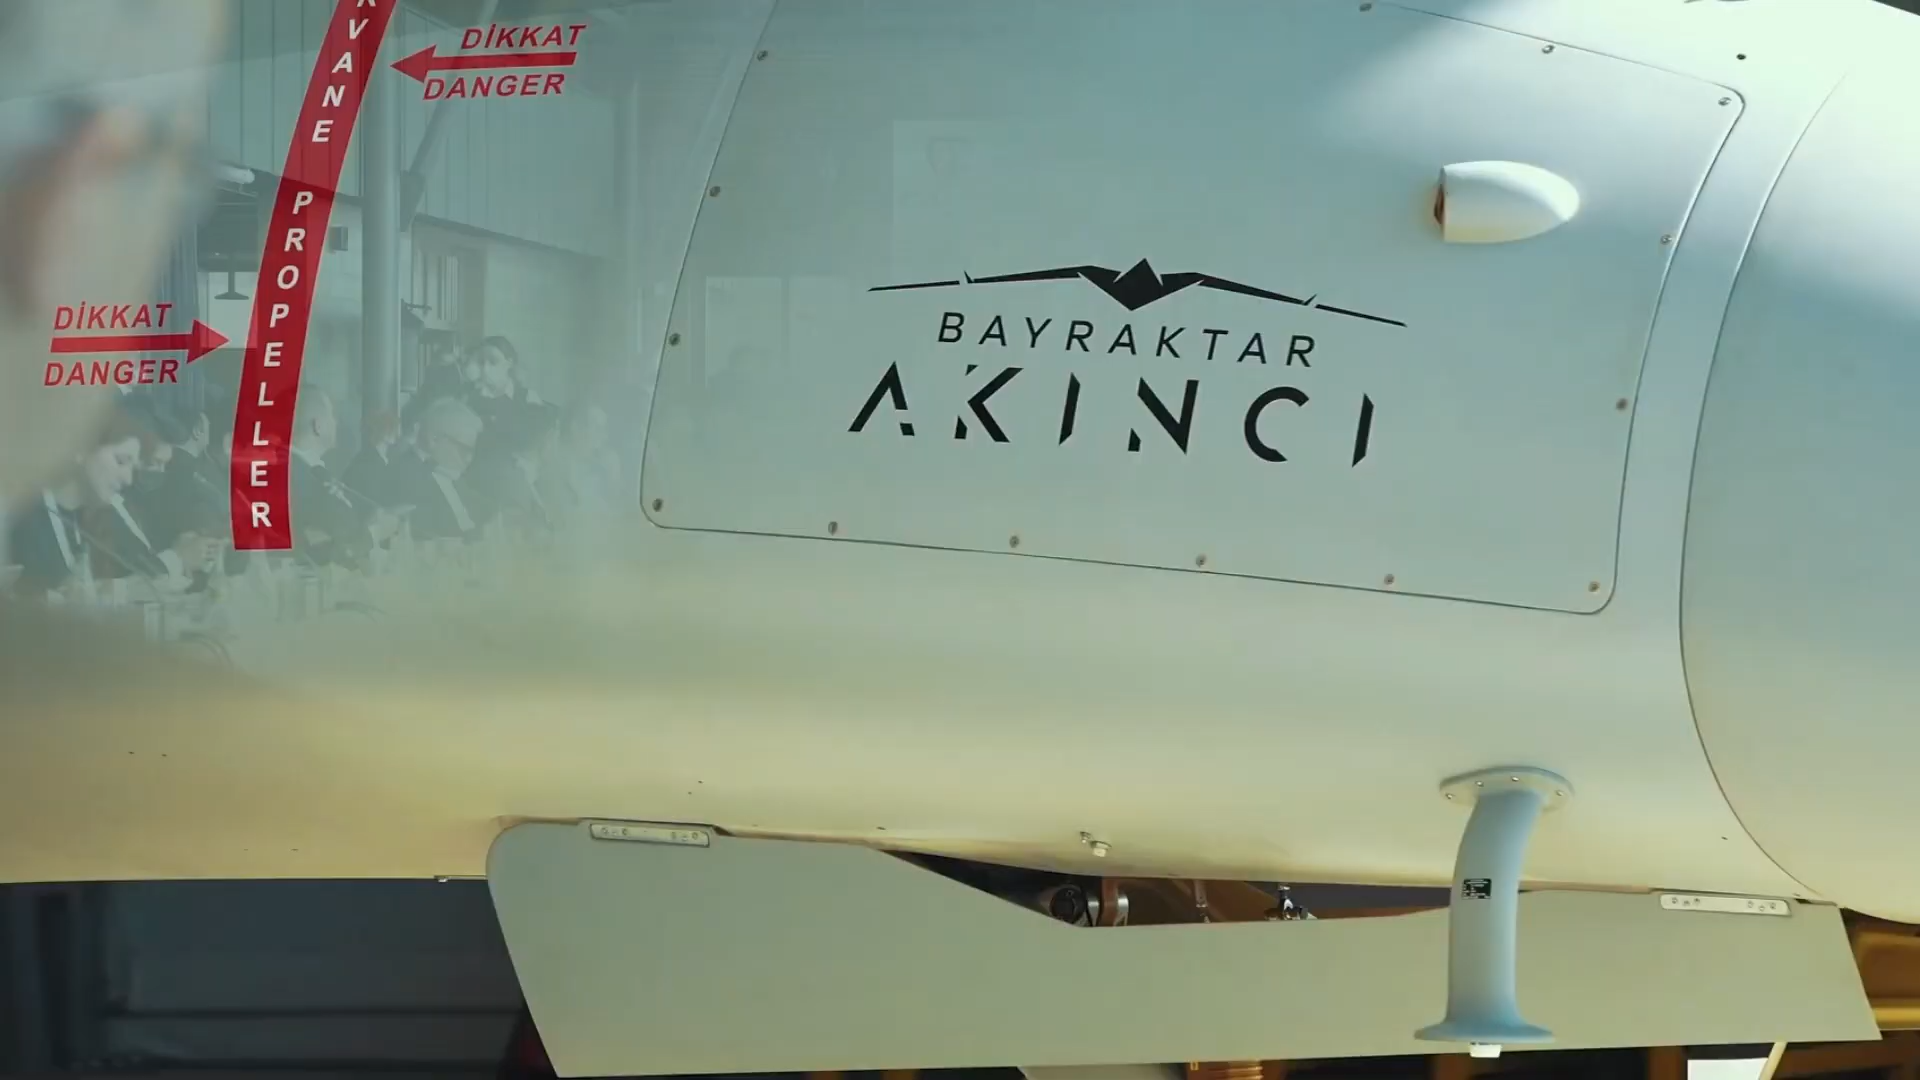 DİKKAT
DANGER
VANE PROPELLER
DİKKAT
DANGER
BAYRAKTAR
AKINCI